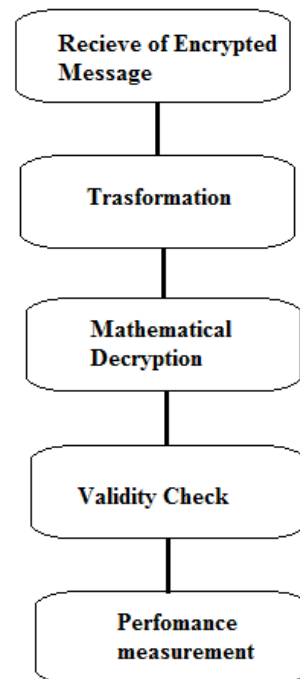 Recieve of Encrypted
Message
Trasformation
Mathematical
Decryption
Validity Check
Perfomance
measurement